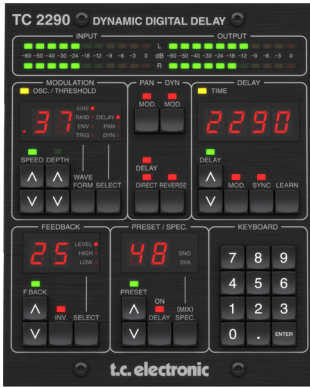 TC 2290 DYNAMIC DIGITAL DELAY
INPUT OUTPUT
L
-60 -50 -40 -30 -24 -18 -12 -9 -6 -3 0 dB -60 -50 -40 -30 -24 -18 -12 -9 -6 -3 0
R
MODULATION PAN DYN DELAY
OSC. / THRESHOLD TIME
MOD. MOD.
.37 2290
SINE
RAND DELAY
ENV PAN
TRIG DYN
SPEED DEPTH DELAY DELAY
WAVE FORM SELECT DIRECT REVERSE MOD. SYNC LEARN
FEEDBACK PRESET / SPEC. KEYBOARD
25 LEVEL HIGH LOW
48 SNO BVA
7 8 9
4 5 6
1 2 3
0 . ENTER
F.BACK PRESET
INV. SELECT ON DELAY (MIX) SPEC.
t.c. electronic